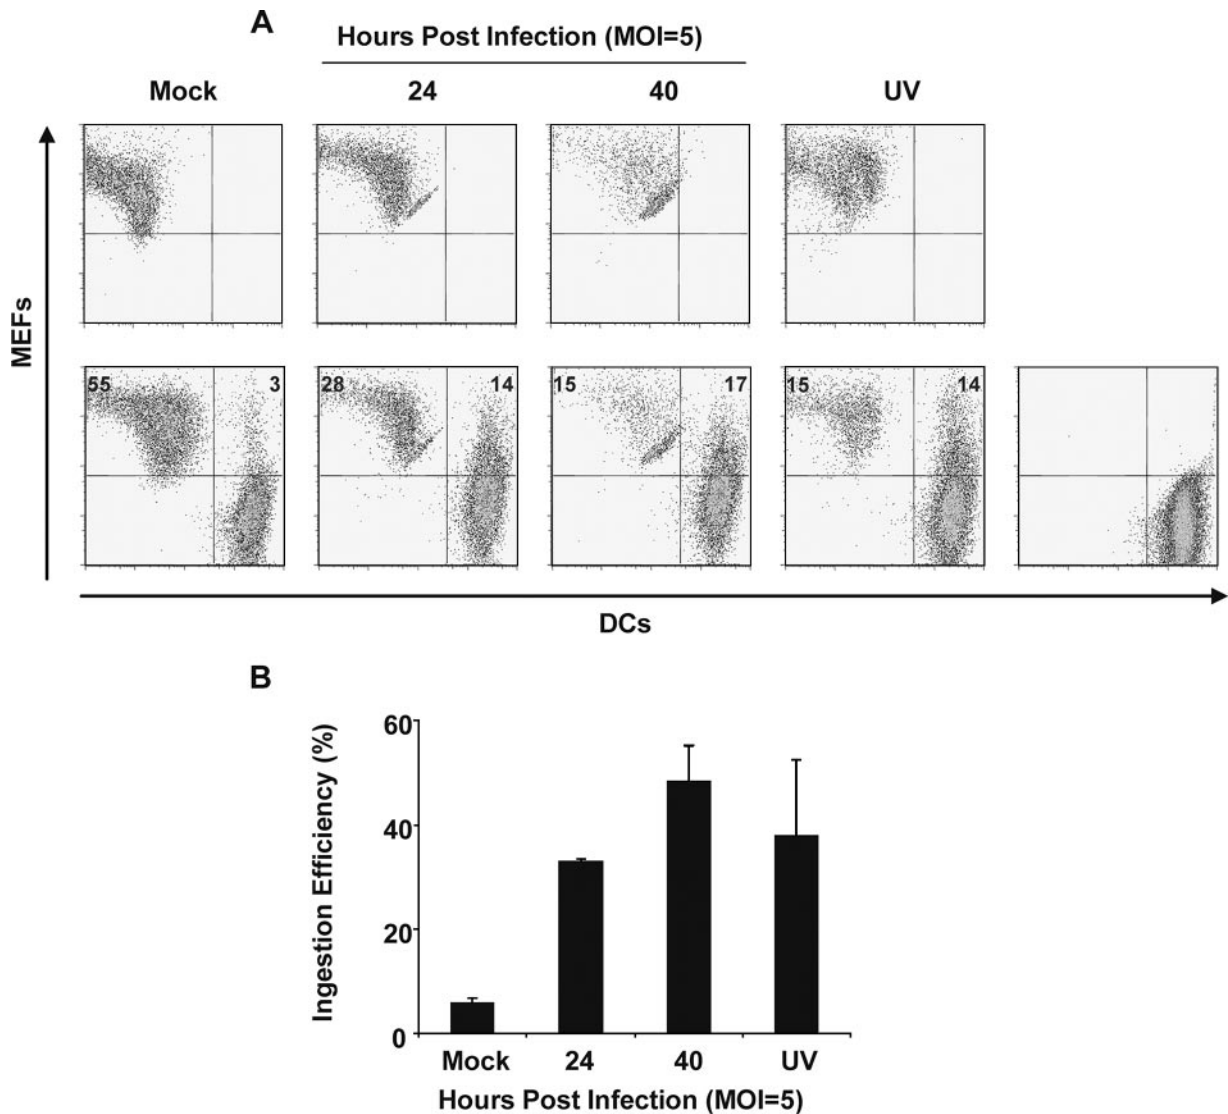 A
Hours Post Infection (MOI=5)
Mock 24 40 UV
MEFs
55 3 28 14 15 17 15 14
DCs
B
Ingestion Efficiency (%)
60
40
20
0
Mock 24 40 UV
Hours Post Infection (MOI=5)